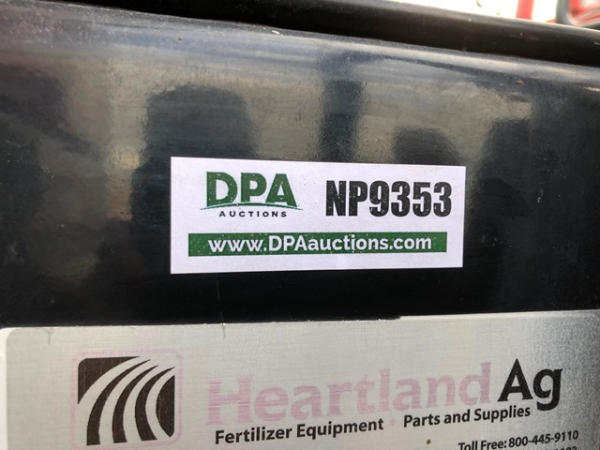 DPA
AUCTIONS
NP9353
www.DPAauctions.com
Heartland Ag
Fertilizer Equipment • Parts and Supplies
Toll Free: 800-445-9110